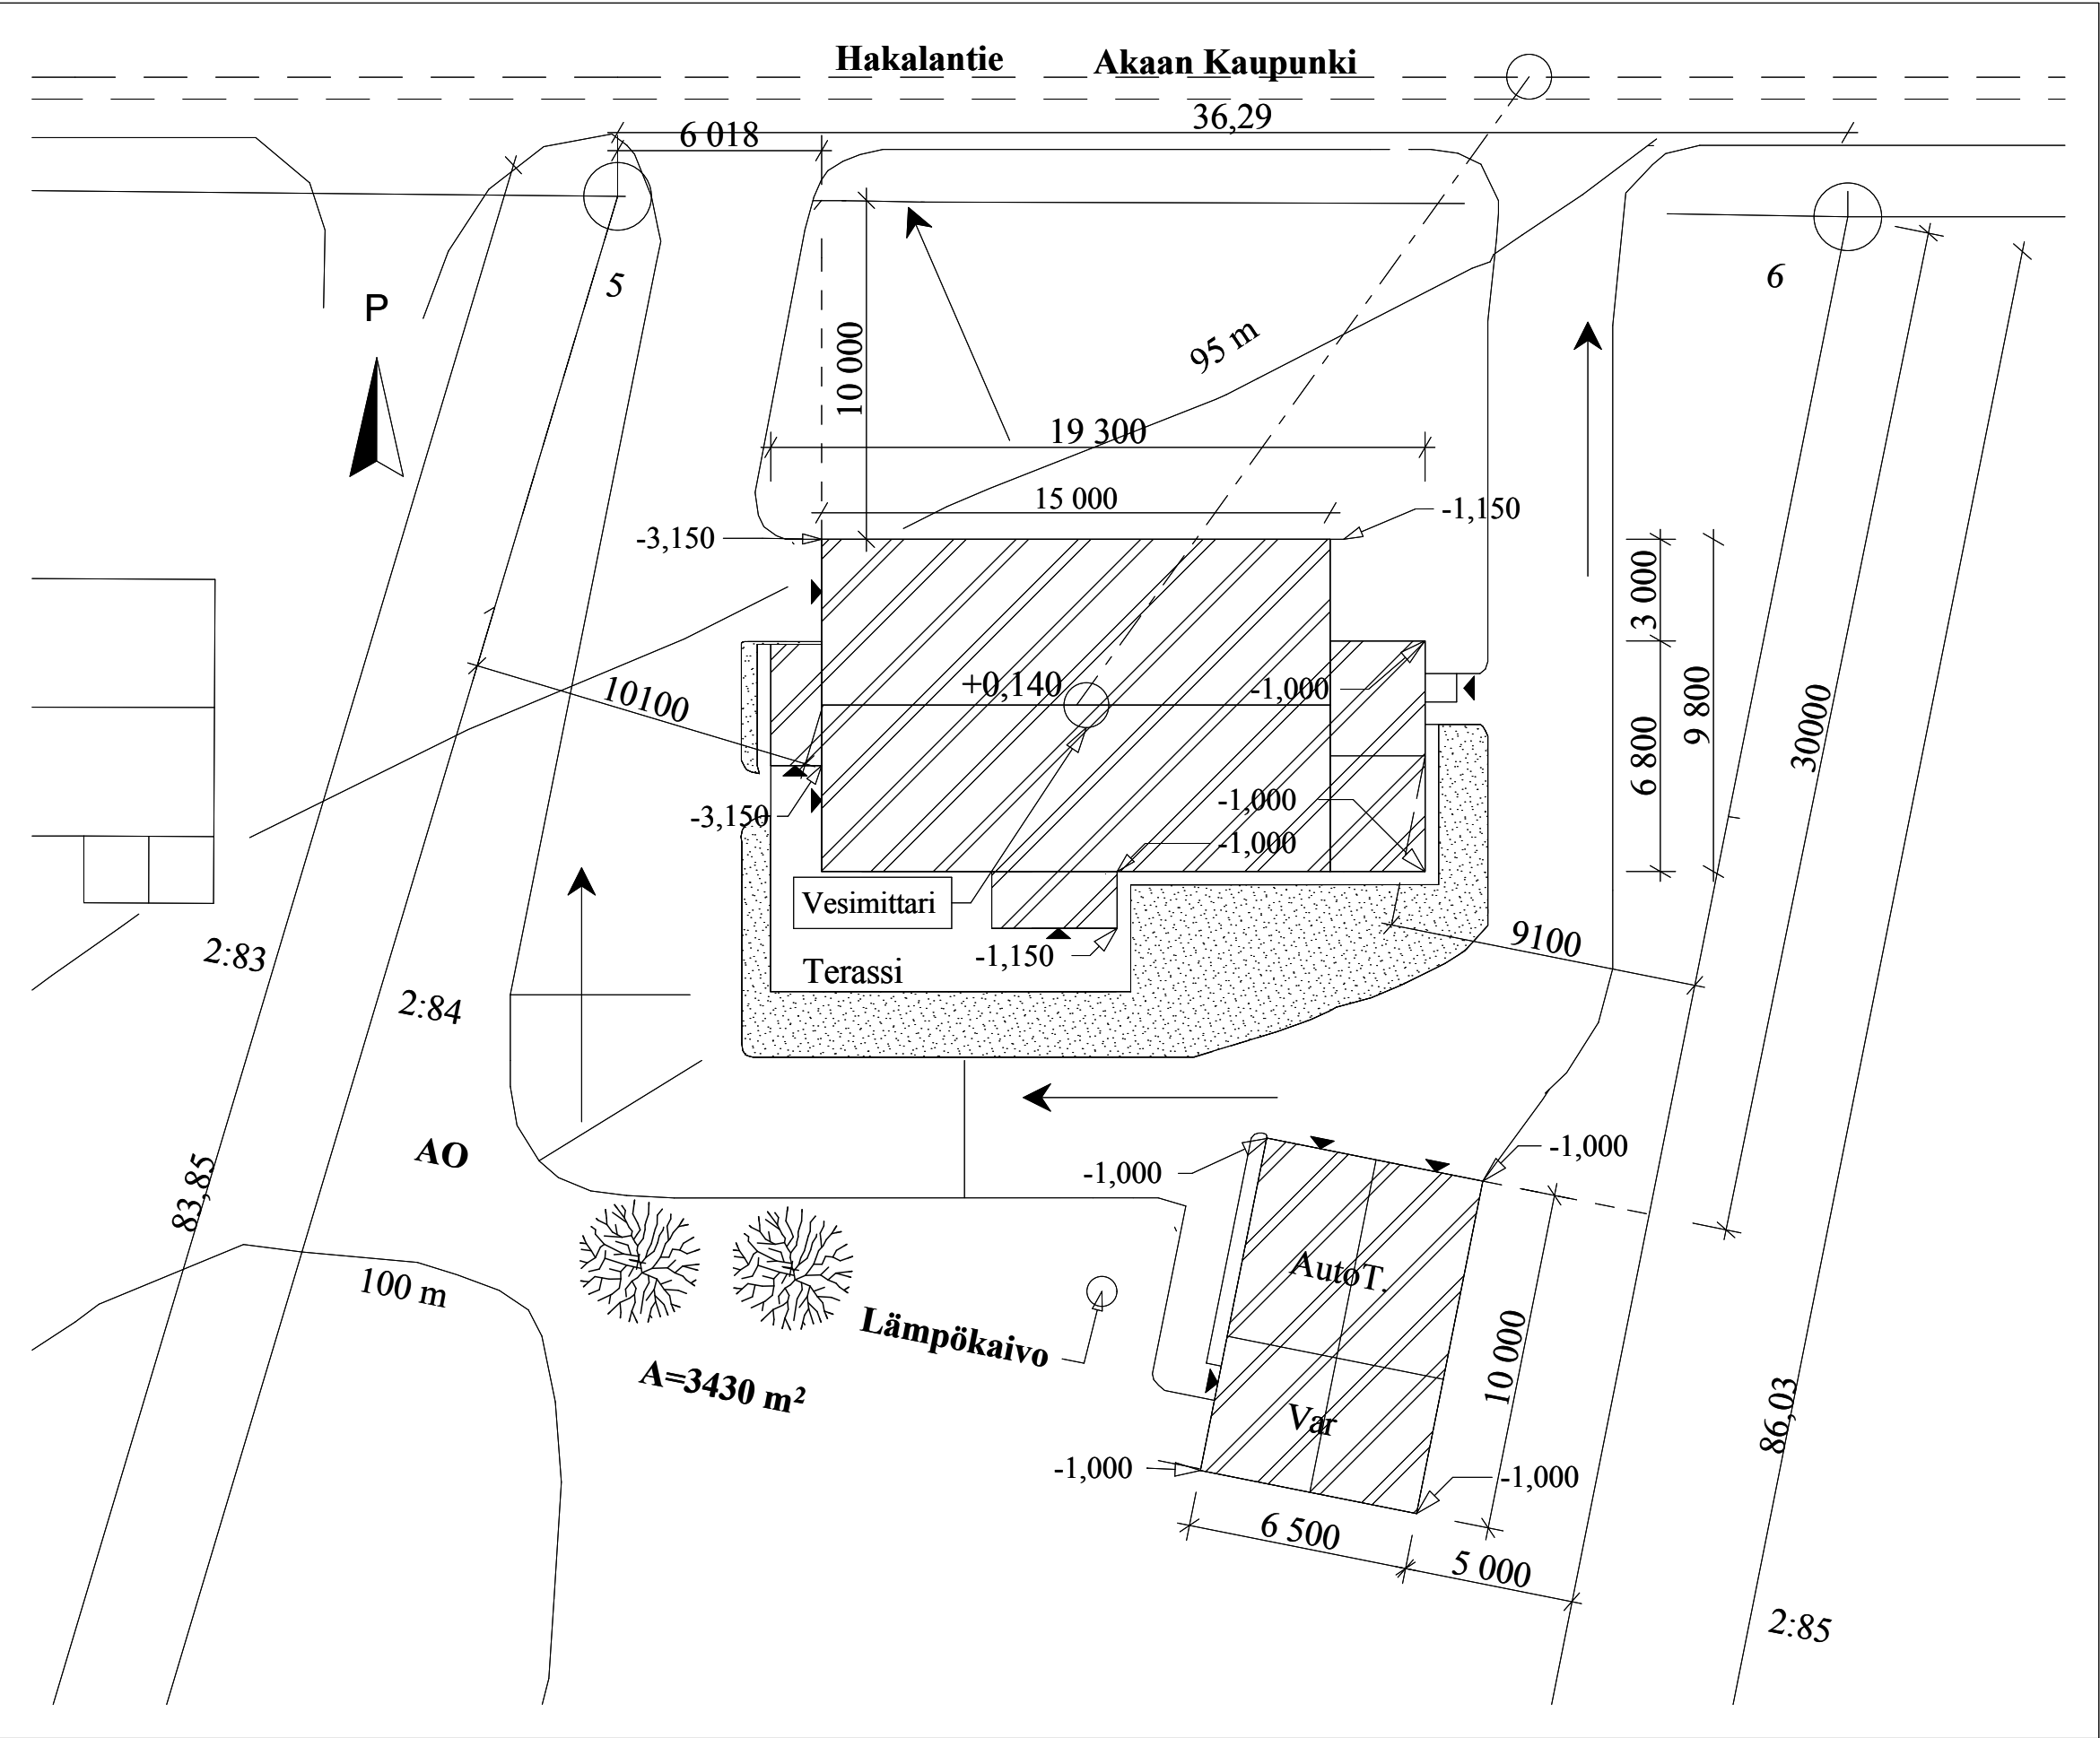 Hakalantie
Akaan Kaupunki
36,29
6 018
5
6
P
10 000
95 m
19 300
15 000
-3,150
-1,150
3 000
10100
+0,140
-1,000
6 800
9 800
30000
-3,150
-1,000
-1,000
Vesimittari
-1,150
Terassi
9100
2:83
2:84
AO
-1,000
-1,000
83,85
100 m
AutoT.
Lämpökaivo
10 000
A=3430 m²
Var
86,03
-1,000
-1,000
6 500
5 000
2:85